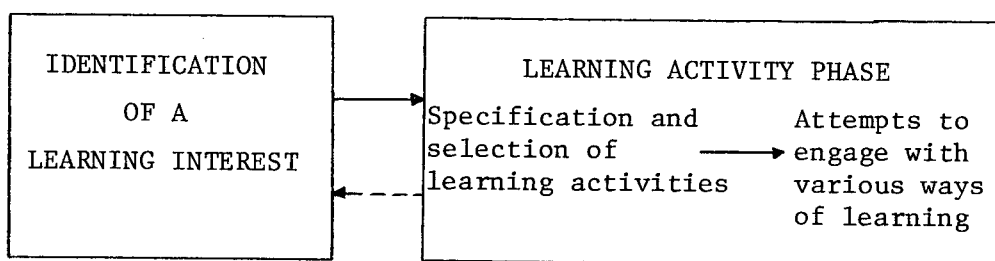 IDENTIFICATION
OF A
LEARNING INTEREST
LEARNING ACTIVITY PHASE
Specification and
selection of
learning activities
Attempts to
engage with
various ways
of learning